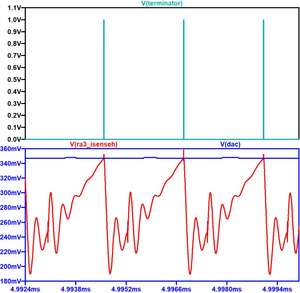 V(terminator)
1.1V
1.0V
0.9V
0.8V
0.7V
0.6V
0.5V
0.4V
0.3V
0.2V
0.1V
0.0V
V(ra3_isenseh) V(dac)
360mV
340mV
320mV
300mV
280mV
260mV
240mV
220mV
200mV
180mV
4.9924ms 4.9938ms 4.9952ms 4.9966ms 4.9980ms 4.9994ms